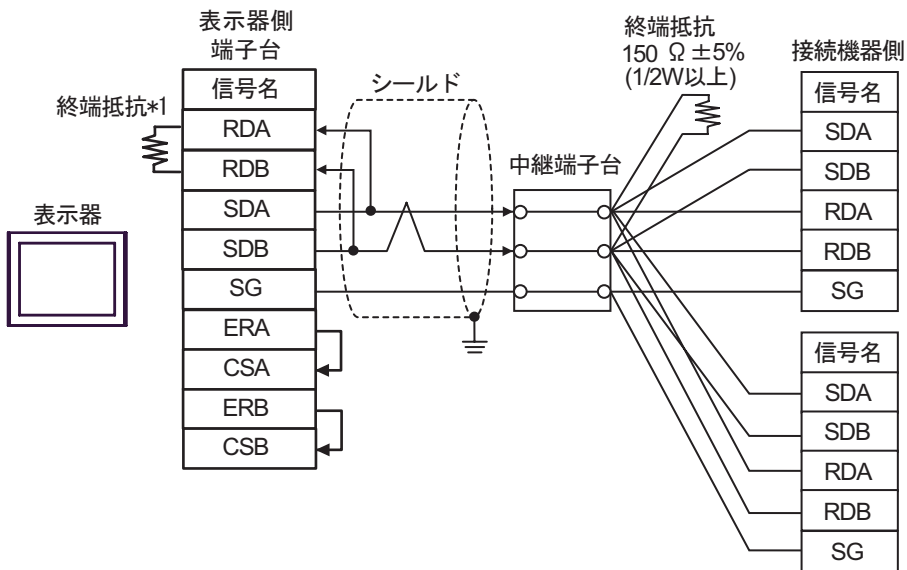 表示器側
端子台
信号名
RDA
RDB
SDA
SDB
SG
ERA
CSA
ERB
CSB
終端抵抗*1
表示器
シールド
中継端子台
終端抵抗
150 Ω ±5%
(1/2W以上)
接続機器側
信号名
SDA
SDB
RDA
RDB
SG
信号名
SDA
SDB
RDA
RDB
SG